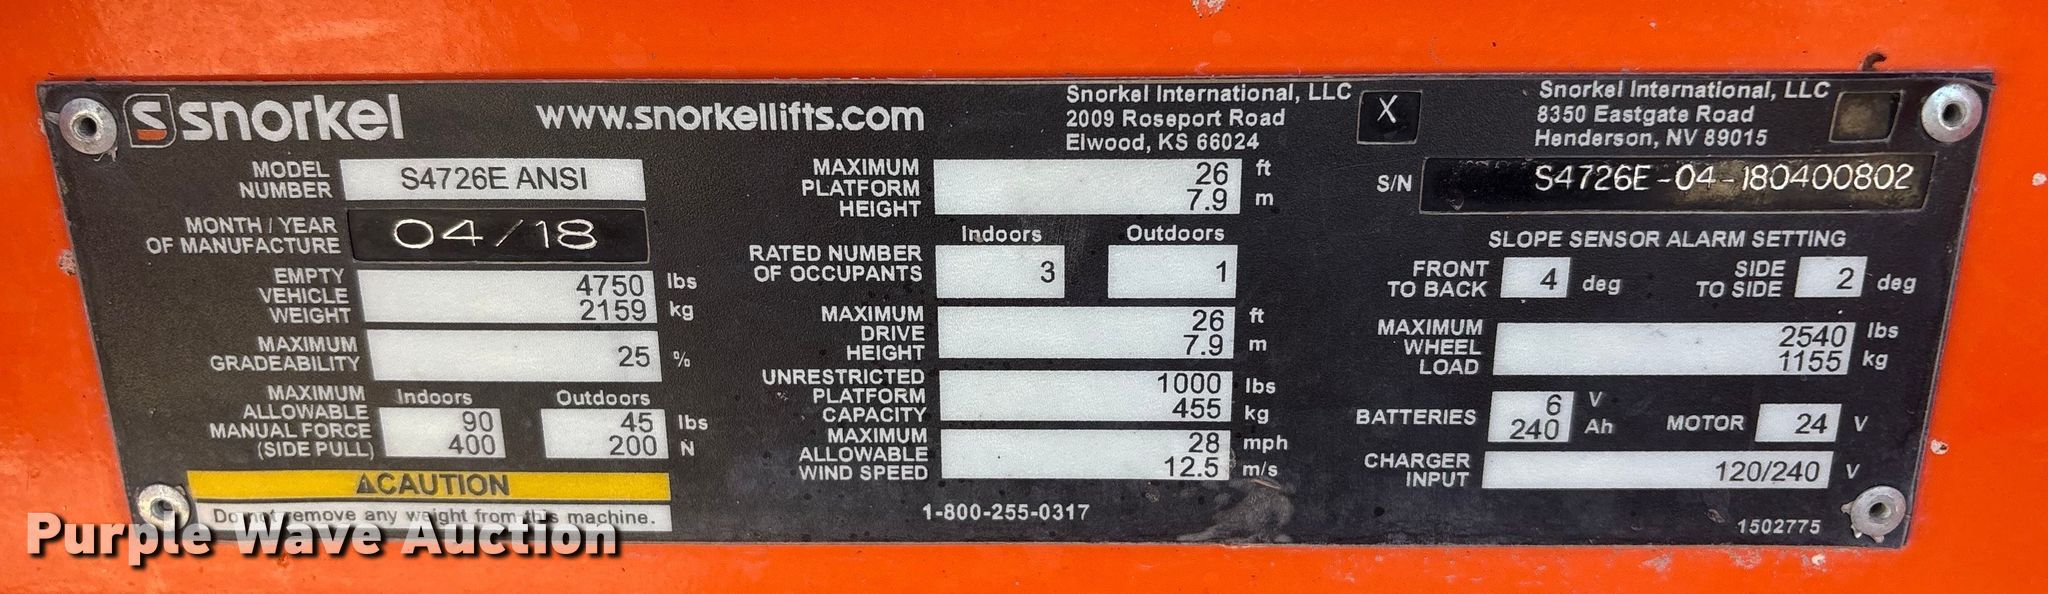 snorkel
www.snorkellifts.com
Snorkel International, LLC
2009 Roseport Road
Elwood, KS 66024
X
Snorkel International, LLC
8350 Eastgate Road
Henderson, NV 89015
MODEL
NUMBER
S4726E ANSI
MONTH / YEAR
OF MANUFACTURE
04/18
EMPTY
VEHICLE
WEIGHT
4750 lbs
2159 kg
MAXIMUM
GRADEABILITY
25 %
MAXIMUM
ALLOWABLE
MANUAL FORCE
(SIDE PULL)
Indoors Outdoors
90 45 lbs
400 200 N
⚠CAUTION
Do not remove any weight from this machine.
MAXIMUM
PLATFORM
HEIGHT
26 ft
7.9 m
RATED NUMBER
OF OCCUPANTS
Indoors Outdoors
3 1
MAXIMUM
DRIVE
HEIGHT
26 ft
7.9 m
UNRESTRICTED
PLATFORM
CAPACITY
1000 lbs
455 kg
MAXIMUM
ALLOWABLE
WIND SPEED
28 mph
12.5 m/s
1-800-255-0317
S/N S4726E-04-180400802
SLOPE SENSOR ALARM SETTING
FRONT
TO BACK
4 deg
SIDE
TO SIDE
2 deg
MAXIMUM
WHEEL
LOAD
2540 lbs
1155 kg
BATTERIES
6 V
240 Ah
MOTOR 24 V
CHARGER
INPUT
120/240 V
1502775
Purple Wave Auction